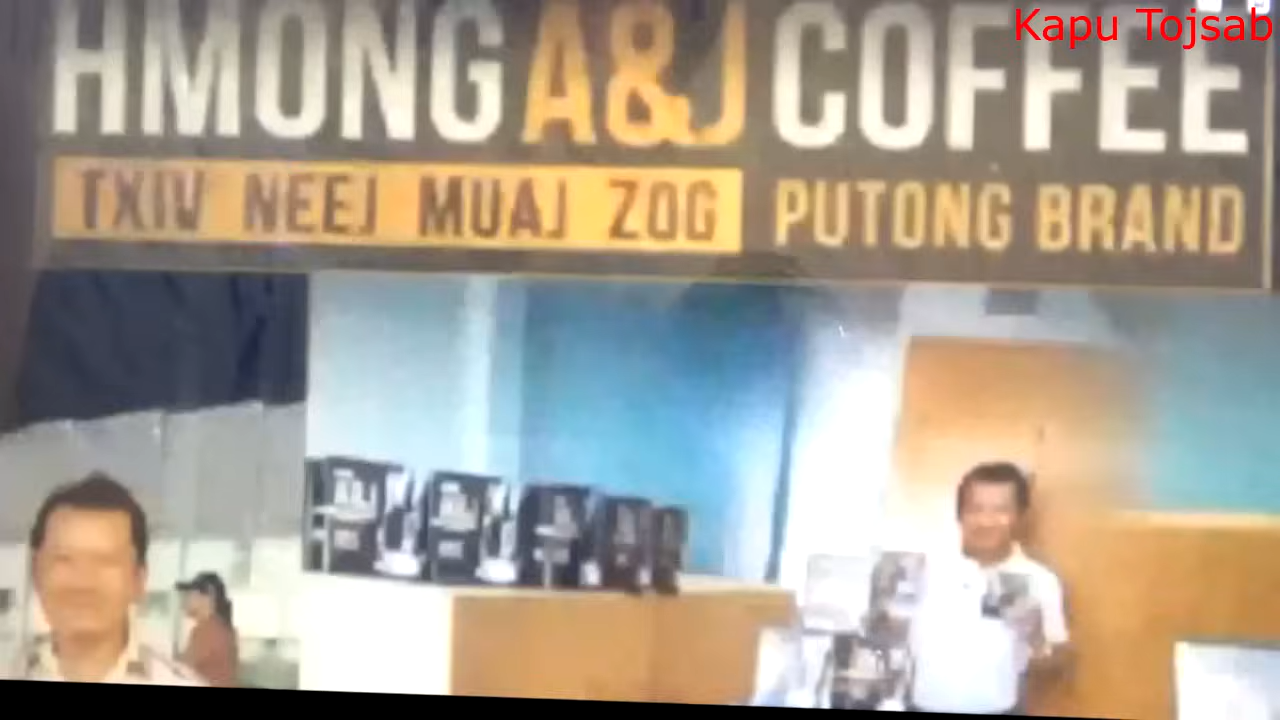 Kapu Tojsab
HMONG A&J COFFEE
TXIV NEEJ MUAJ ZOG PUTONG BRAND
A&J